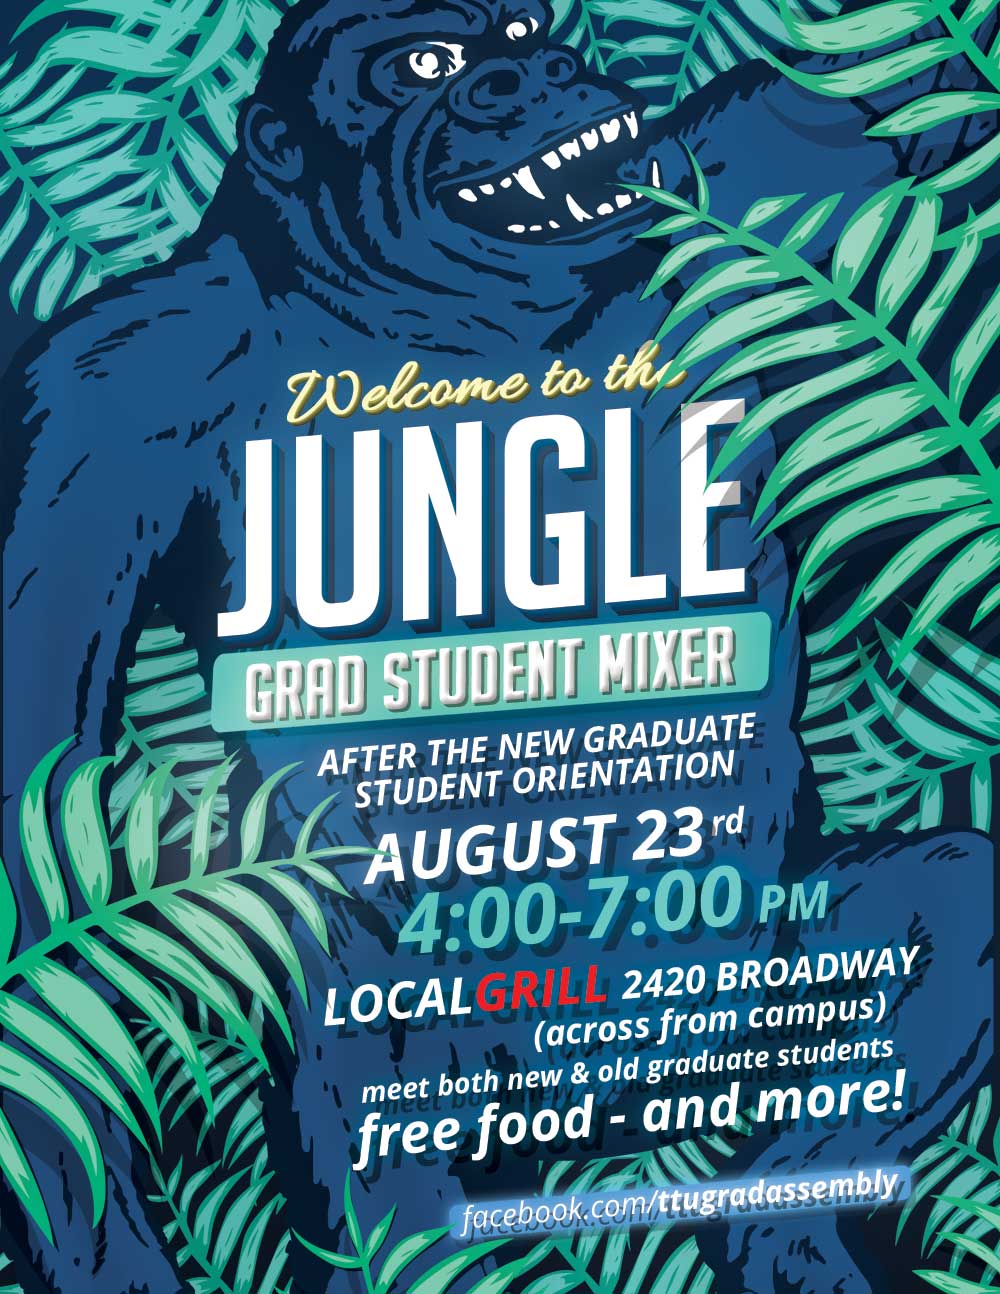 Welcome to the
JUNGLE
GRAD STUDENT MIXER
AFTER THE NEW GRADUATE
STUDENT ORIENTATION
AUGUST 23rd
4:00-7:00 PM
LOCALGRILL 2420 BROADWAY
(across from campus)
meet both new & old graduate students
free food - and more!
facebook.com/ttugradassembly